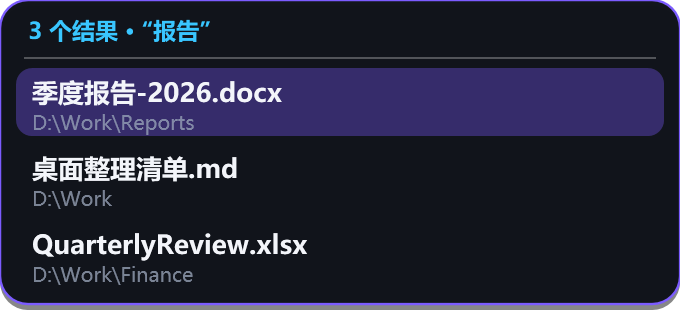 3 个结果 • “报告”
季度报告-2026.docx
D:\Work\Reports
桌面整理清单.md
D:\Work
QuarterlyReview.xlsx
D:\Work\Finance